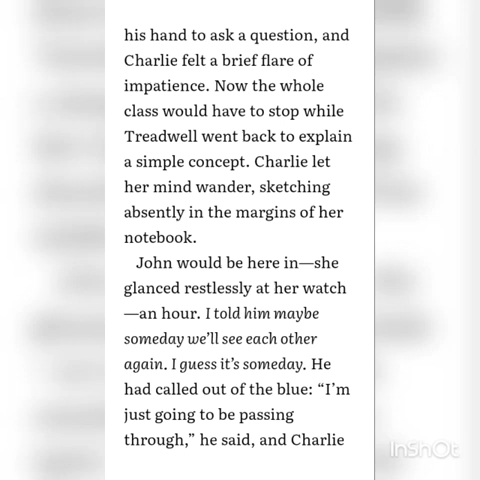 his hand to ask a question, and
Charlie felt a brief flare of
impatience. Now the whole
class would have to stop while
Treadwell went back to explain
a simple concept. Charlie let
her mind wander, sketching
absently in the margins of her
notebook.
John would be here in—she
glanced restlessly at her watch
—an hour. I told him maybe
someday we’ll see each other
again. I guess it’s someday. He
had called out of the blue: “I’m
just going to be passing
through,” he said, and Charlie
InShOt